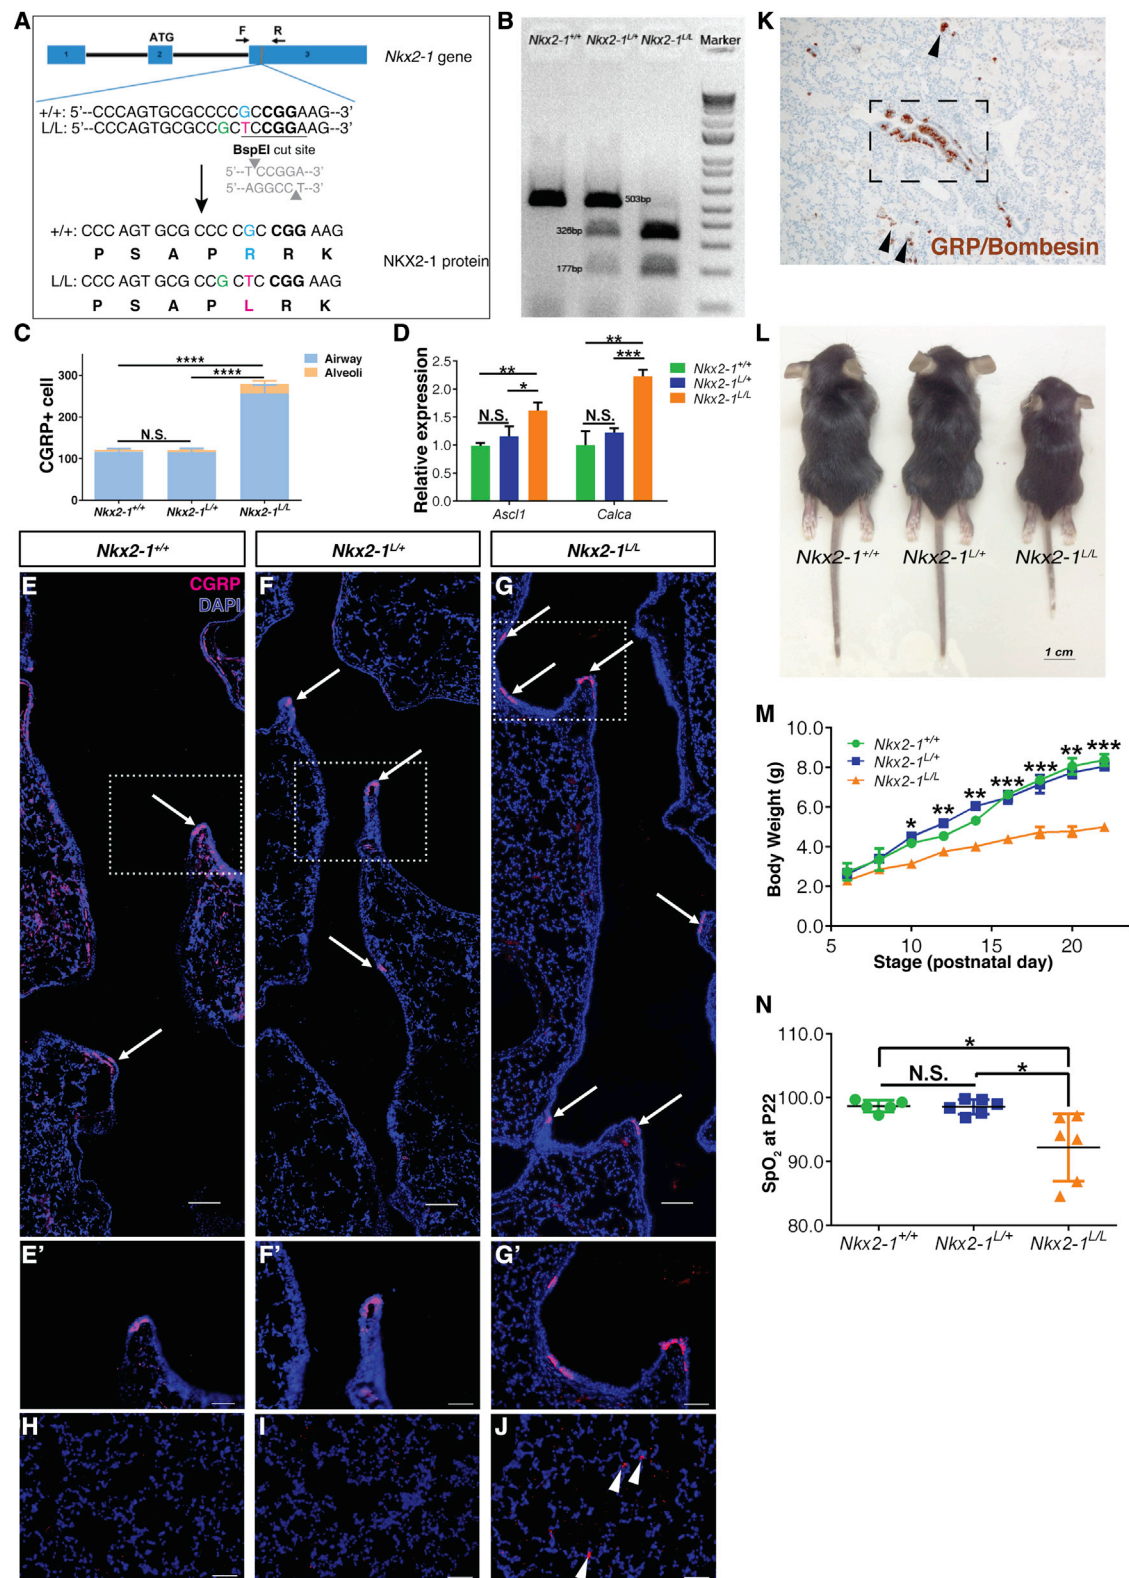 A
ATG
F
R
1
2
3
Nkx2-1 gene
+/+: 5'--CCCAGTGCGCCCCGCCCGGAAG--3'
L/L: 5'--CCCAGTGCGCCGCTCCGGAAG--3'
BspEI cut site
5'--TCCGGA--3'
5'--AGGCCT--3'
+/+: CCC AGT GCG CCC CGC CGG AAG
P S A P R R K
NKX2-1 protein
L/L: CCC AGT GCG CCG CTC CGG AAG
P S A P L R K
B
Nkx2-1+/+ Nkx2-1L/+ Nkx2-1L/L Marker
503bp
326bp
177bp
K
GRP/Bombesin
C
CGRP+ cell
300
200
100
0
****
****
N.S.
Airway
Alveoli
Nkx2-1+/+ Nkx2-1L/+ Nkx2-1L/L
D
Relative expression
2.5
2.0
1.5
1.0
0.5
0.0
**
*
N.S.
**
***
N.S.
Nkx2-1+/+
Nkx2-1L/+
Nkx2-1L/L
Ascl1 Calca
L
Nkx2-1+/+ Nkx2-1L/+ Nkx2-1L/L
1 cm
Nkx2-1+/+ Nkx2-1L/+ Nkx2-1L/L
E
CGRP
DAPI
F
G
E'
F'
G'
H
I
J
M
Body Weight (g)
10.0
8.0
6.0
4.0
2.0
0.0
Nkx2-1+/+
Nkx2-1L/+
Nkx2-1L/L
* ** ** *** *** ** ***
5 10 15 20
Stage (postnatal day)
N
SpO2 at P22
110.0
100.0
90.0
80.0
*
N.S.
*
Nkx2-1+/+ Nkx2-1L/+ Nkx2-1L/L